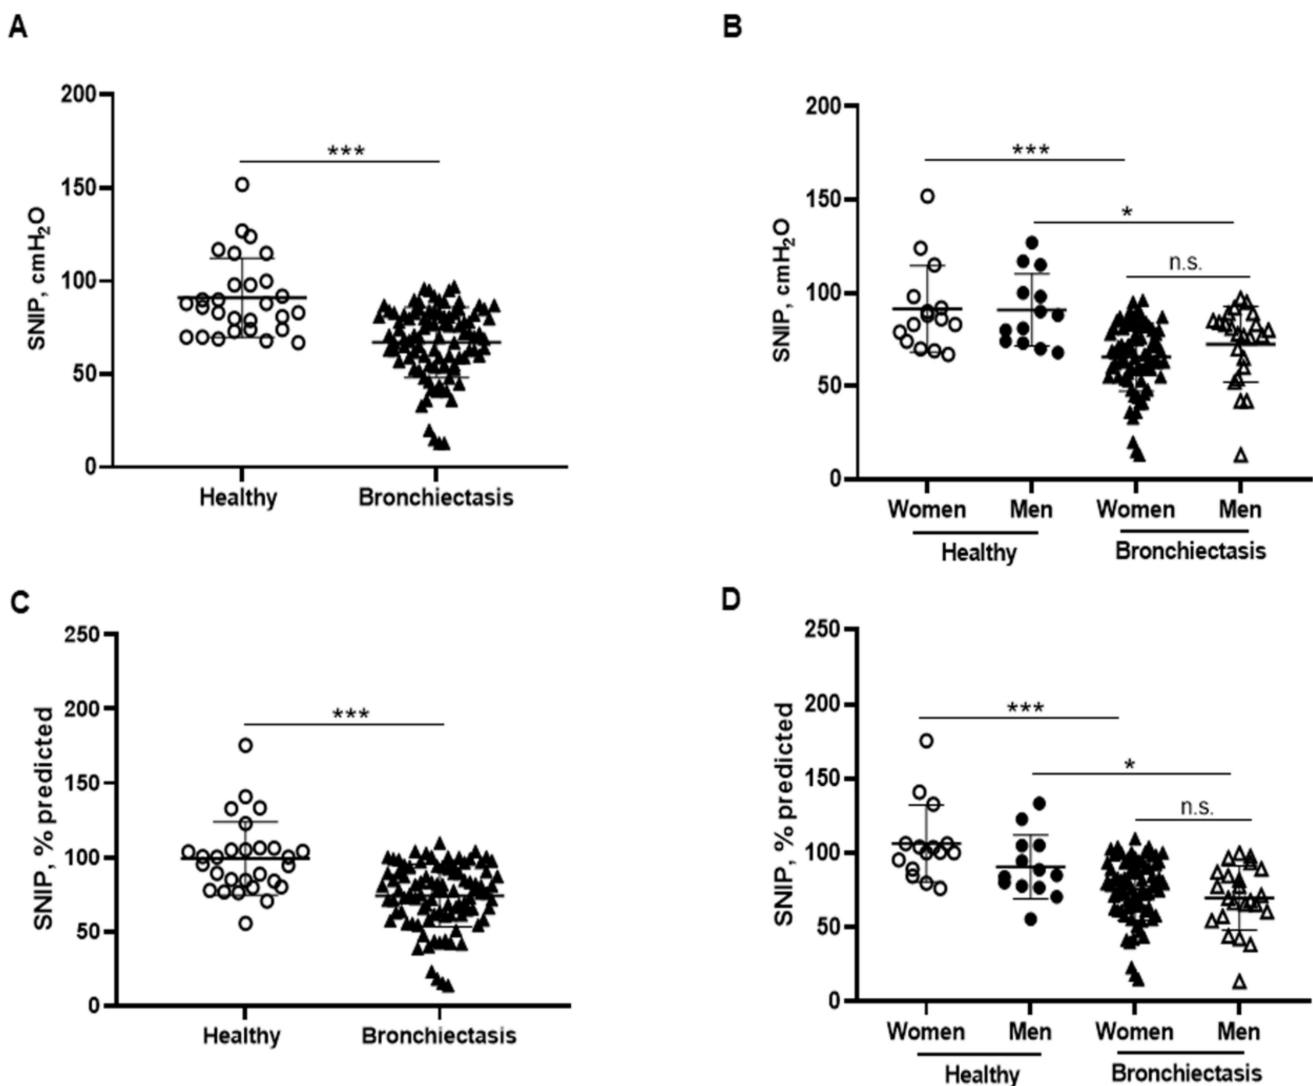 A
SNIP, cmH2O
200
150
100
50
0
***
Healthy
Bronchiectasis
B
SNIP, cmH2O
200
150
100
50
0
***
*
n.s.
Women
Men
Women
Men
Healthy
Bronchiectasis
C
SNIP, % predicted
250
200
150
100
50
0
***
Healthy
Bronchiectasis
D
SNIP, % predicted
250
200
150
100
50
0
***
*
n.s.
Women
Men
Women
Men
Healthy
Bronchiectasis